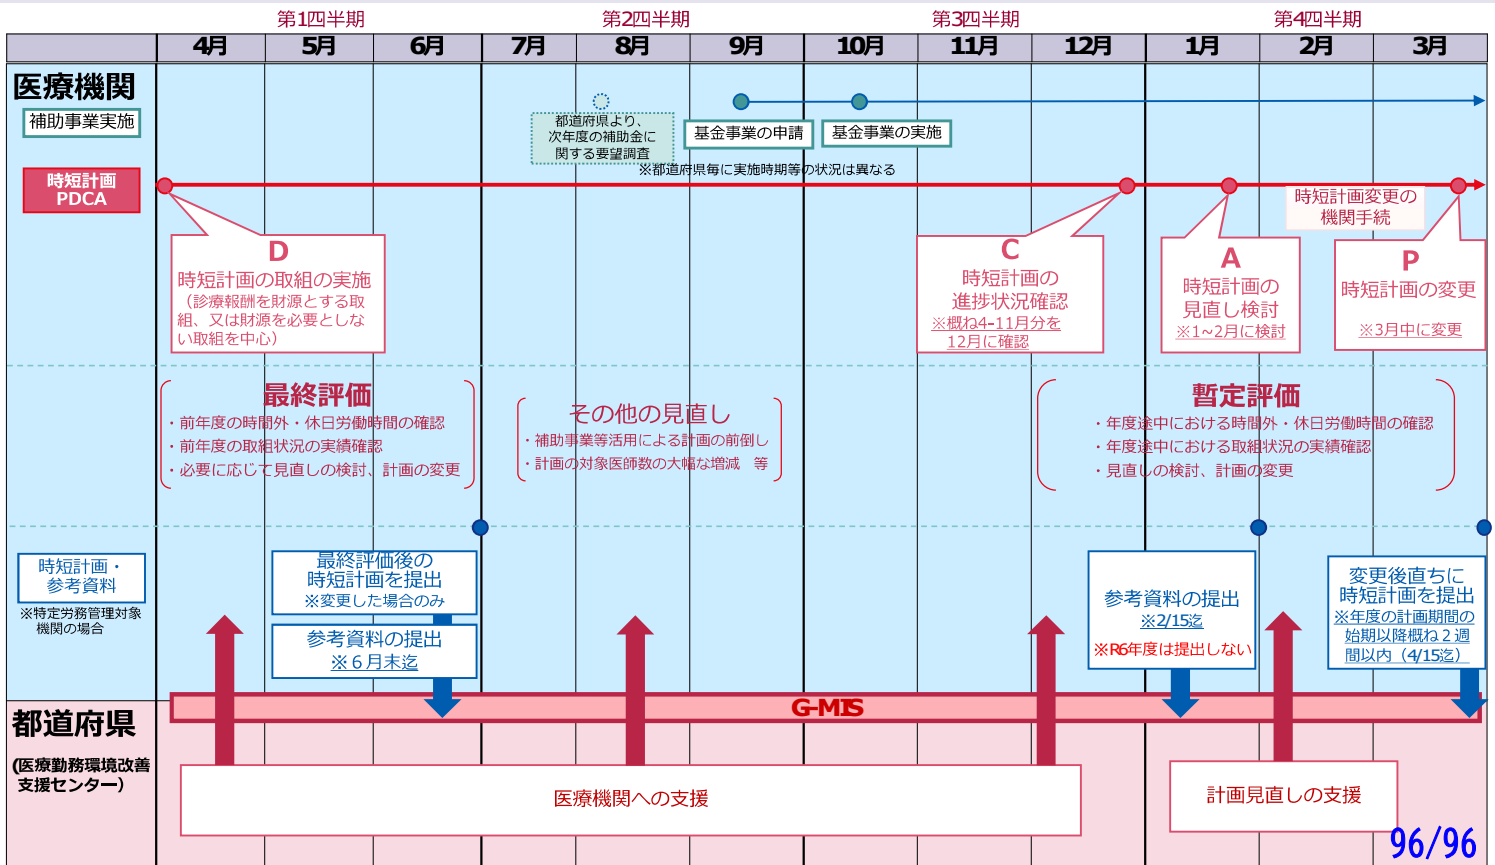 第1四半期
第2四半期
第3四半期
第4四半期
4月
5月
6月
7月
8月
9月
10月
11月
12月
1月
2月
3月
医療機関
補助事業実施
都道府県より、
次年度の補助金に
関する要望調査
基金事業の申請
基金事業の実施
※都道府県毎に実施時期等の状況は異なる
時短計画
PDCA
D
時短計画の取組の実施
（診療報酬を財源とする取
組、又は財源を必要としな
い取組を中心）
C
時短計画の
進捗状況確認
※概ね4-11月分を
12月に確認
A
時短計画の
見直し検討
※1~2月に検討
時短計画変更の
機関手続
P
時短計画の変更
※3月中に変更
最終評価
・前年度の時間外・休日労働時間の確認
・前年度の取組状況の実績確認
・必要に応じて見直しの検討、計画の変更
その他の見直し
・補助事業等活用による計画の前倒し
・計画の対象医師数の大幅な増減　等
暫定評価
・年度途中における時間外・休日労働時間の確認
・年度途中における取組状況の実績確認
・見直しの検討、計画の変更
時短計画・
参考資料
※特定労務管理対象
機関の場合
最終評価後の
時短計画を提出
※変更した場合のみ
参考資料の提出
※６月末迄
参考資料の提出
※2/15迄
※R6年度は提出しない
変更後直ちに
時短計画を提出
※年度の計画期間の
始期以降概ね２週
間以内（4/15迄）
G-MIS
都道府県
(医療勤務環境改善
支援センター）
医療機関への支援
計画見直しの支援
96/96